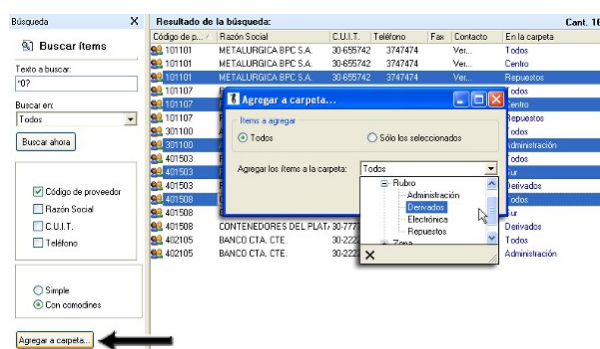 Búsqueda X
Buscar ítems
Texto a buscar:
*0?
Buscar en:
Todos
Buscar ahora
Código de proveedor
Razón Social
C.U.I.T.
Teléfono
Simple
Con comodines
Agregar a carpeta...
Resultado de la búsqueda: Cant. 16
Código de p... Razón Social C.U.I.T. Teléfono Fax Contacto En la carpeta
101101 METALURGICA BPC S.A. 30-655742 3747474 Ver... Todos
101101 METALURGICA BPC S.A. 30-655742 3747474 Ver... Centro
101101 METALURGICA BPC S.A. 30-655742 3747474 Ver... Repuestos
101107 Todos
101107 Centro
101107 Repuestos
301100 Todos
301100 Administración
401503 Todos
401503 Sur
401503 Derivados
401508 Todos
401508 Sur
401508 CONTENEDORES DEL PLAT 30-777 Derivados
402105 BANCO CTA. CTE. 30-222 Todos
402105 BANCO CTA. CTE. 30-222 Administración
Agregar a carpeta...
Items a agregar
Todos Sólo los seleccionados
Agregar los ítems a la carpeta: Todos
Rubro
Administración
Derivados
Electrónica
Repuestos
Zona